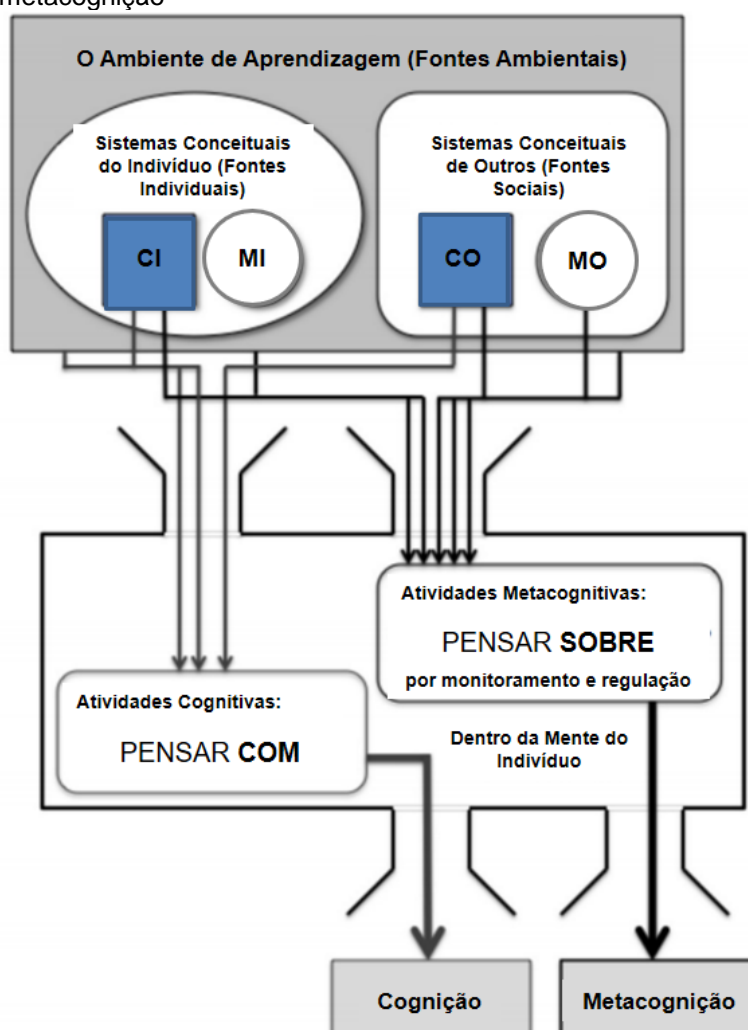 metacognição
O Ambiente de Aprendizagem (Fontes Ambientais)
Sistemas Conceituais
do Indivíduo (Fontes
Individuais)
CI
MI
Sistemas Conceituais
de Outros (Fontes
Sociais)
CO
MO
Atividades Metacognitivas:
PENSAR SOBRE
por monitoramento e regulação
Atividades Cognitivas:
PENSAR COM
Dentro da Mente do
Indivíduo
Cognição
Metacognição